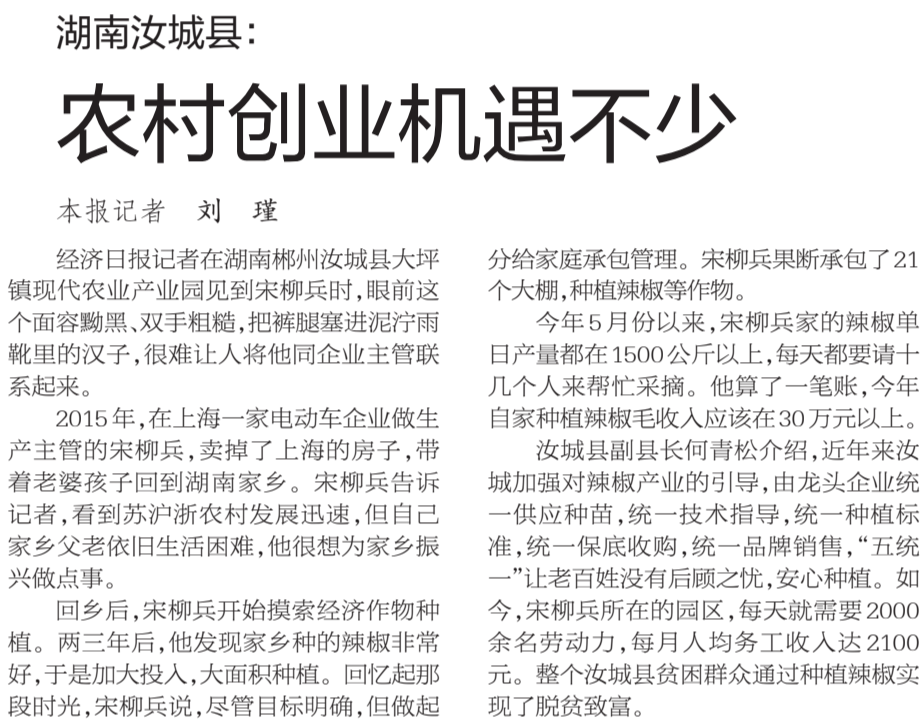 湖南汝城县：
农村创业机遇不少
本报记者 刘 瑾
经济日报记者在湖南郴州汝城县大坪
镇现代农业产业园见到宋柳兵时，眼前这
个面容黝黑、双手粗糙，把裤腿塞进泥泞雨
靴里的汉子，很难让人将他同企业主管联
系起来。
2015年，在上海一家电动车企业做生
产主管的宋柳兵，卖掉了上海的房子，带
着老婆孩子回到湖南家乡。宋柳兵告诉
记者，看到苏沪浙农村发展迅速，但自己
家乡父老依旧生活困难，他很想为家乡振
兴做点事。
回乡后，宋柳兵开始摸索经济作物种
植。两三年后，他发现家乡种的辣椒非常
好，于是加大投入，大面积种植。回忆起那
段时光，宋柳兵说，尽管目标明确，但做起
分给家庭承包管理。宋柳兵果断承包了21
个大棚，种植辣椒等作物。
今年5月份以来，宋柳兵家的辣椒单
日产量都在1500公斤以上，每天都要请十
几个人来帮忙采摘。他算了一笔账，今年
自家种植辣椒毛收入应该在30万元以上。
汝城县副县长何青松介绍，近年来汝
城加强对辣椒产业的引导，由龙头企业统
一供应种苗，统一技术指导，统一种植标
准，统一保底收购，统一品牌销售，“五统
一”让老百姓没有后顾之忧，安心种植。如
今，宋柳兵所在的园区，每天就需要2000
余名劳动力，每月人均务工收入达2100
元。整个汝城县贫困群众通过种植辣椒实
现了脱贫致富。